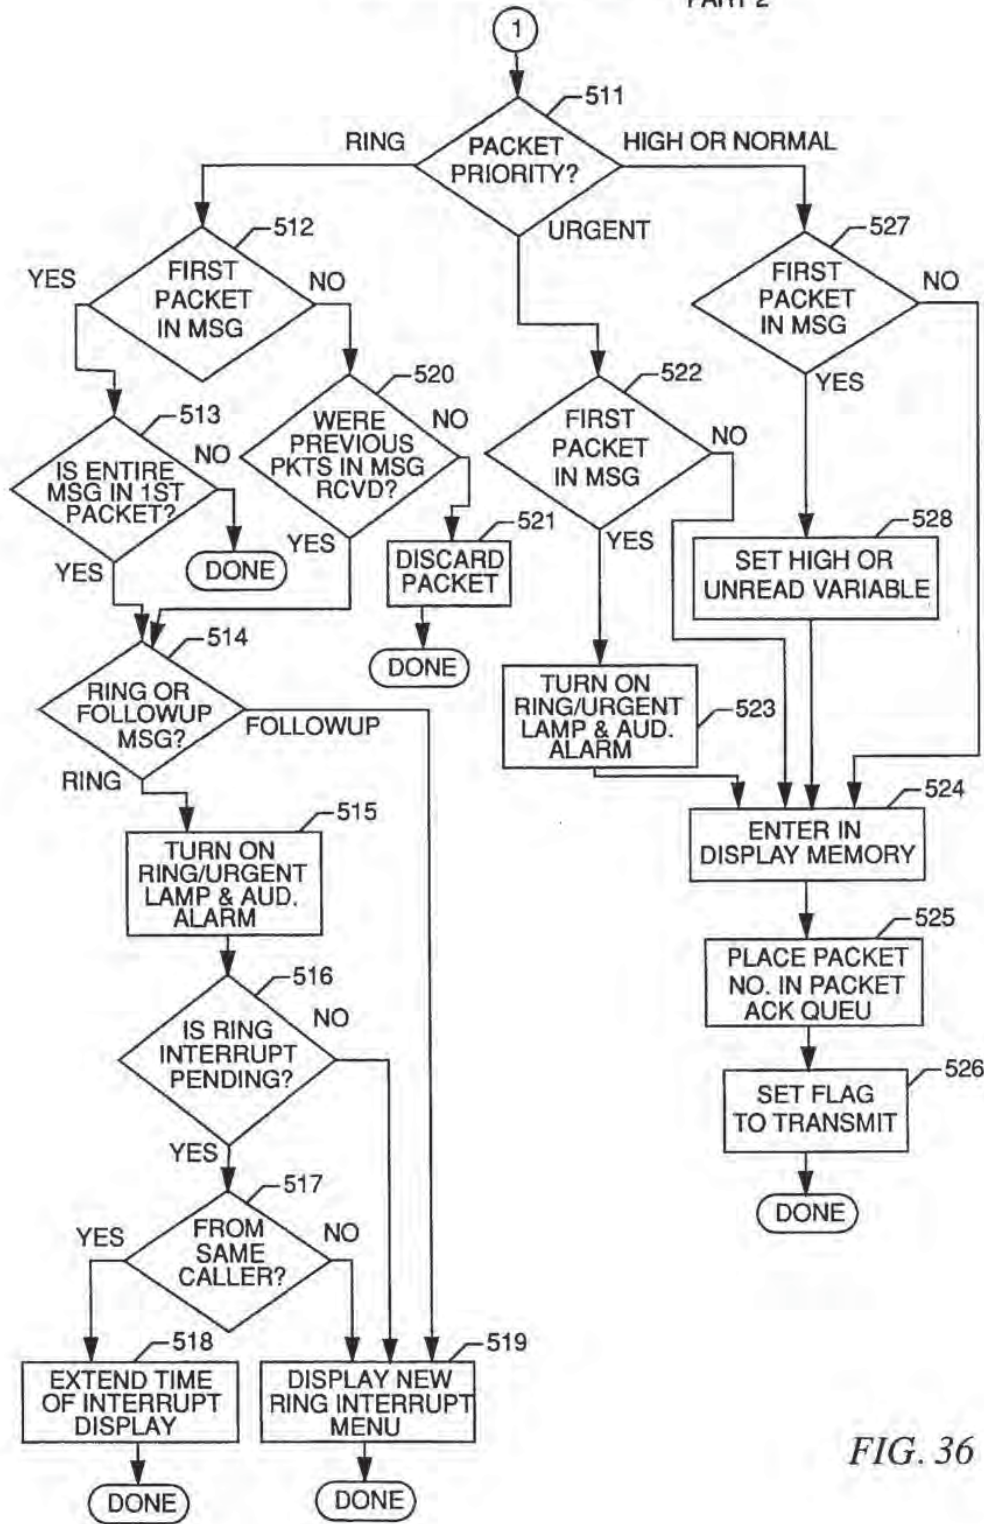 PART 2
1
511
PACKET
PRIORITY?
RING
HIGH OR NORMAL
URGENT
512
FIRST
PACKET
IN MSG
YES
NO
527
FIRST
PACKET
IN MSG
NO
YES
513
IS ENTIRE
MSG IN 1ST
PACKET?
NO
YES
DONE
520
WERE
PREVIOUS
PKTS IN MSG
RCVD?
NO
YES
521
DISCARD
PACKET
DONE
522
FIRST
PACKET
IN MSG
NO
YES
528
SET HIGH OR
UNREAD VARIABLE
514
RING OR
FOLLOWUP
MSG?
FOLLOWUP
RING
TURN ON
RING/URGENT
LAMP & AUD.
ALARM
523
515
TURN ON
RING/URGENT
LAMP & AUD.
ALARM
524
ENTER IN
DISPLAY MEMORY
525
PLACE PACKET
NO. IN PACKET
ACK QUEU
516
IS RING
INTERRUPT
PENDING?
NO
YES
526
SET FLAG
TO TRANSMIT
DONE
517
FROM
SAME
CALLER?
YES
NO
518
EXTEND TIME
OF INTERRUPT
DISPLAY
DONE
519
DISPLAY NEW
RING INTERRUPT
MENU
DONE
FIG. 36